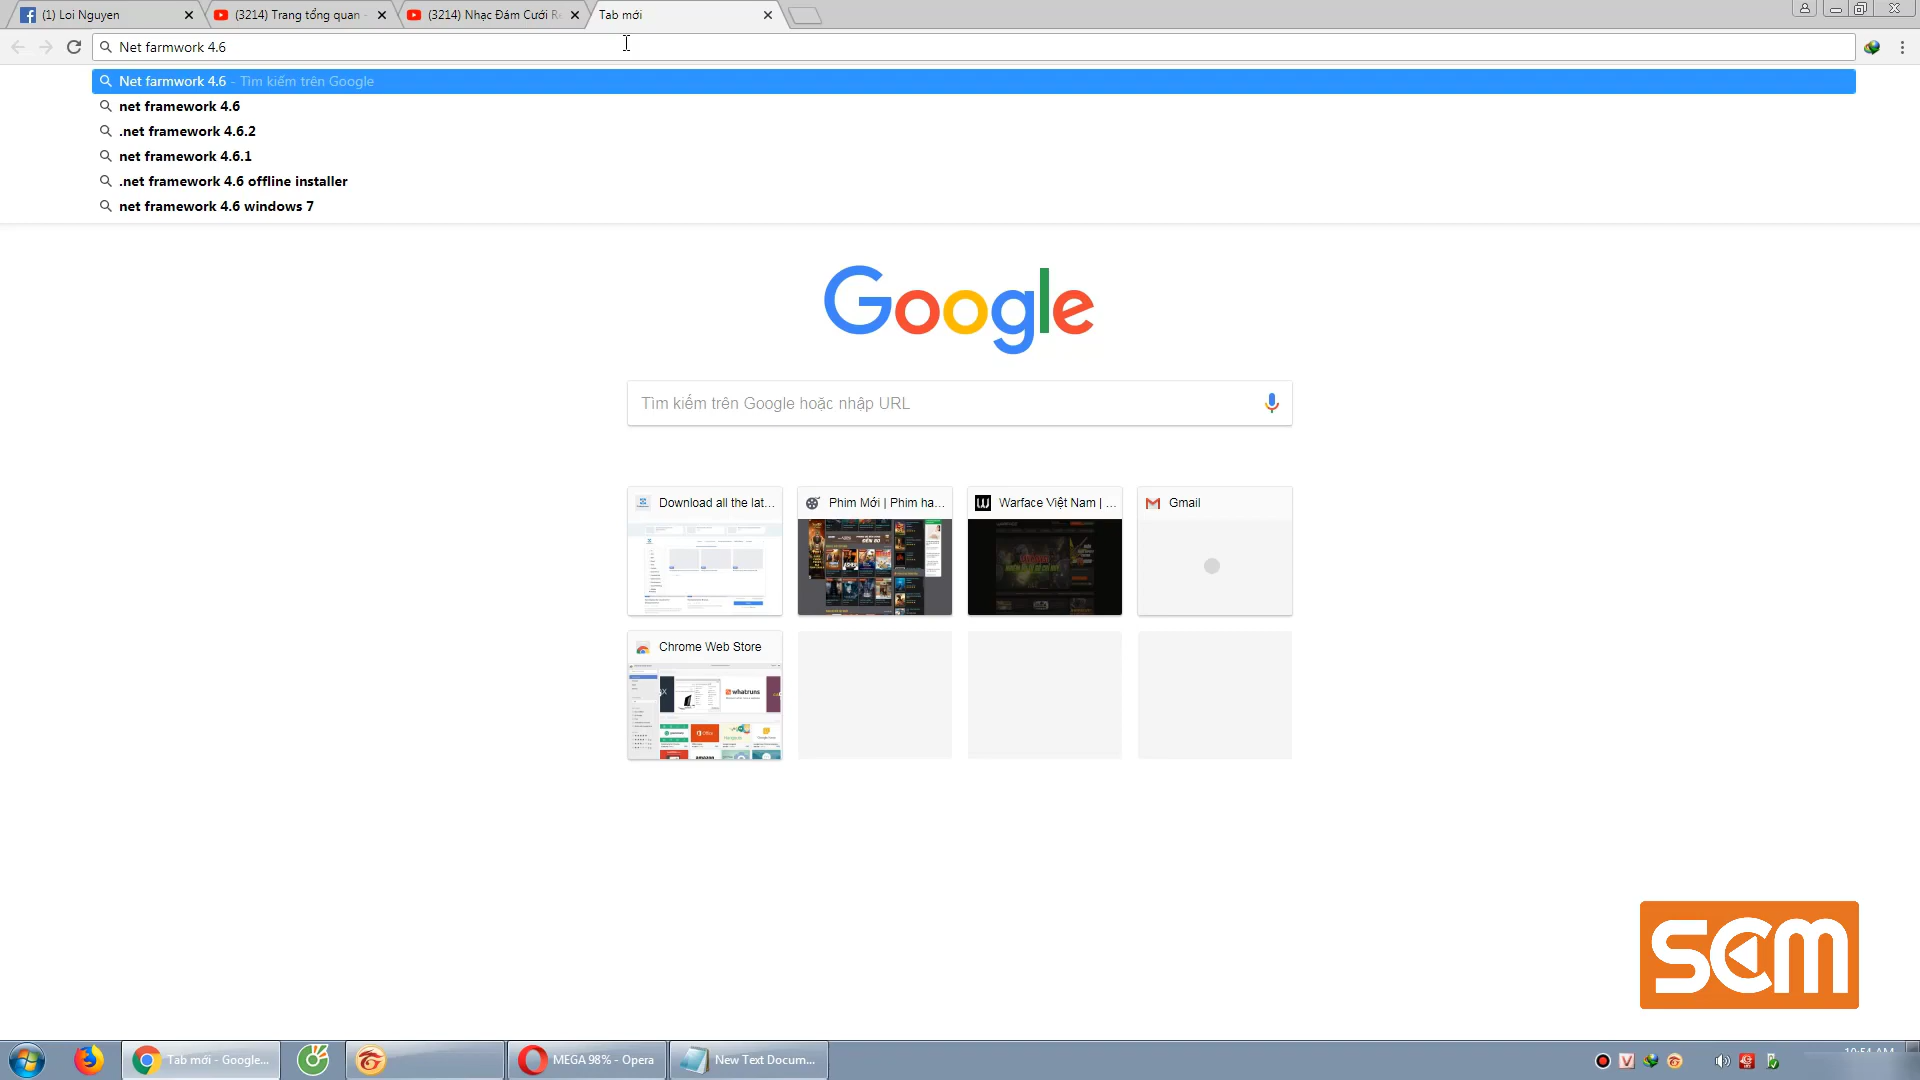 (1) Loi Nguyen
(3214) Trang tổng quan -
(3214) Nhạc Đám Cưới Re
Tab mới
Net farmwork 4.6
Net farmwork 4.6 - Tìm kiếm trên Google
net framework 4.6
.net framework 4.6.2
net framework 4.6.1
.net framework 4.6 offline installer
net framework 4.6 windows 7
Google
Tìm kiếm trên Google hoặc nhập URL
Download all the lat...
Phim Mới | Phim ha...
Warface Việt Nam | ...
Gmail
Chrome Web Store
whatruns
Office
amazon
SCM
Tab mới - Google...
MEGA 98% - Opera
New Text Docum...